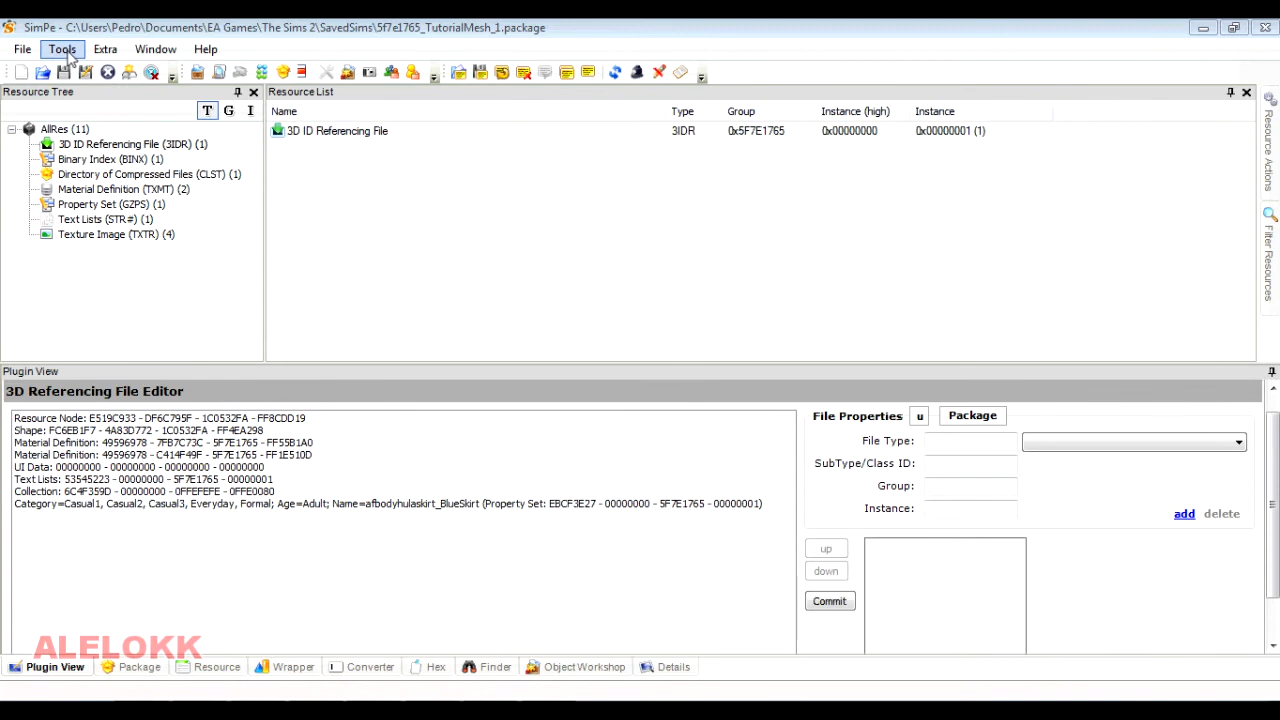 SimPe - C:\Users\Pedro\Documents\EA Games\The Sims 2\SavedSims\5f7e1765_TutorialMesh_1.package
File Tools Extra Window Help
Resource Tree
T G I
AllRes (11)
3D ID Referencing File (3IDR) (1)
Binary Index (BINX) (1)
Directory of Compressed Files (CLST) (1)
Material Definition (TXMT) (2)
Property Set (GZPS) (1)
Text Lists (STR#) (1)
Texture Image (TXTR) (4)
Resource List
Name Type Group Instance (high) Instance
3D ID Referencing File 3IDR 0x5F7E1765 0x00000000 0x00000001 (1)
Resource Actions
Filter Resources
Plugin View
3D Referencing File Editor
Resource Node: E519C933 - DF6C795F - 1C0532FA - FF8CDD19
Shape: FC6EB1F7 - 4A83D772 - 1C0532FA - FF4EA298
Material Definition: 49596978 - 7FB7C73C - 5F7E1765 - FF55B1A0
Material Definition: 49596978 - C414F49F - 5F7E1765 - FF1E510D
UI Data: 00000000 - 00000000 - 00000000 - 00000000
Text Lists: 53545223 - 00000000 - 5F7E1765 - 00000001
Collection: 6C4F359D - 00000000 - 0FFEFEFE - 0FFE0080
Category=Casual1, Casual2, Casual3, Everyday, Formal; Age=Adult; Name=afbodyhulaskirt_BlueSkirt (Property Set: EBCF3E27 - 00000000 - 5F7E1765 - 00000001)
File Properties u Package
File Type:
SubType/Class ID:
Group:
Instance:
add delete
up
down
Commit
ALELOKK
Plugin View Package Resource Wrapper Converter Hex Finder Object Workshop Details